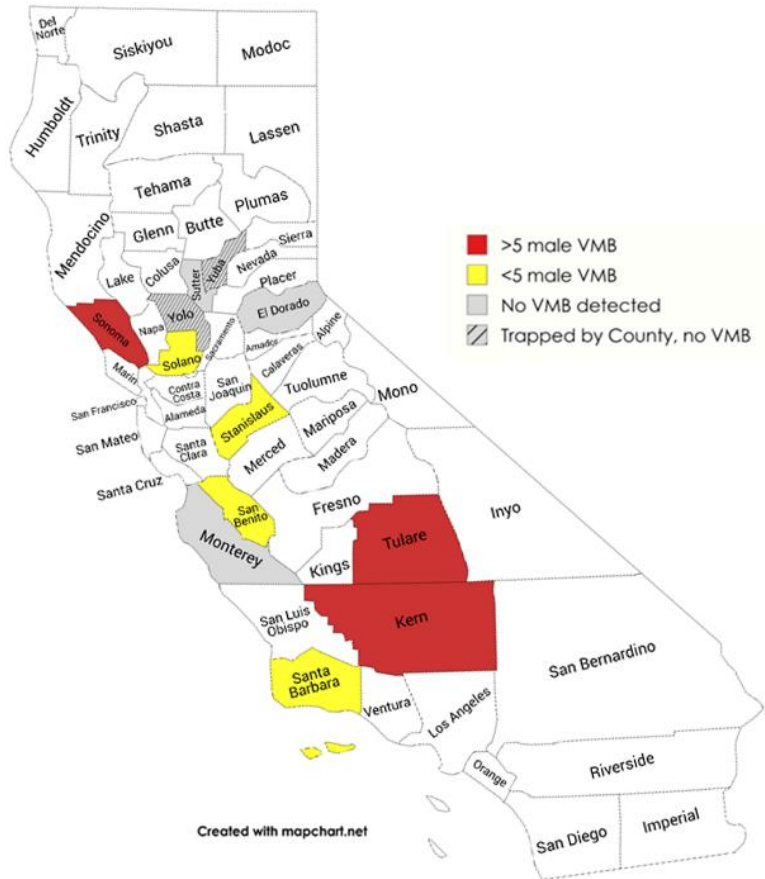 Del
Norte
Siskiyou
Modoc
Humboldt
Trinity
Shasta
Lassen
Tehama
Plumas
Mendocino
Glenn
Butte
Sierra
Lake
Colusa
Sutter
Yuba
Nevada
Placer
Sonoma
Napa
Yolo
Sacramento
El Dorado
Alpine
Amador
Solano
Marin
Contra
Costa
San
Joaquin
Calaveras
Tuolumne
Mono
San Francisco
Alameda
Stanislaus
Mariposa
San Mateo
Santa
Clara
Merced
Madera
Santa Cruz
San
Benito
Fresno
Inyo
Monterey
Kings
Tulare
San Luis
Obispo
Kern
San Bernardino
Santa
Barbara
Ventura
Los Angeles
Orange
Riverside
San Diego
Imperial
>5 male VMB
<5 male VMB
No VMB detected
Trapped by County, no VMB
Created with mapchart.net